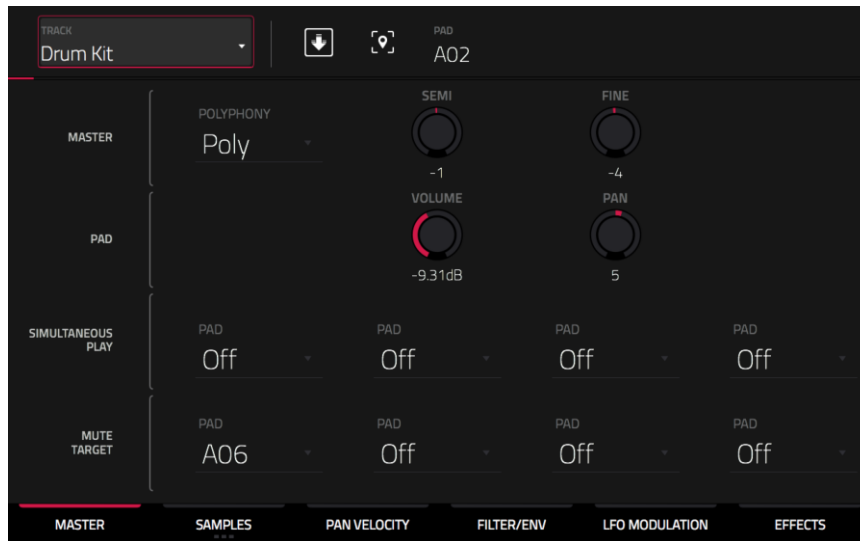 TRACK
Drum Kit
PAD
A02
MASTER
POLYPHONY
Poly
SEMI
-1
FINE
-4
PAD
VOLUME
-9.31dB
PAN
5
SIMULTANEOUS
PLAY
PAD
Off
PAD
Off
PAD
Off
PAD
Off
MUTE
TARGET
PAD
A06
PAD
Off
PAD
Off
PAD
Off
MASTER SAMPLES PAN VELOCITY FILTER/ENV LFO MODULATION EFFECTS